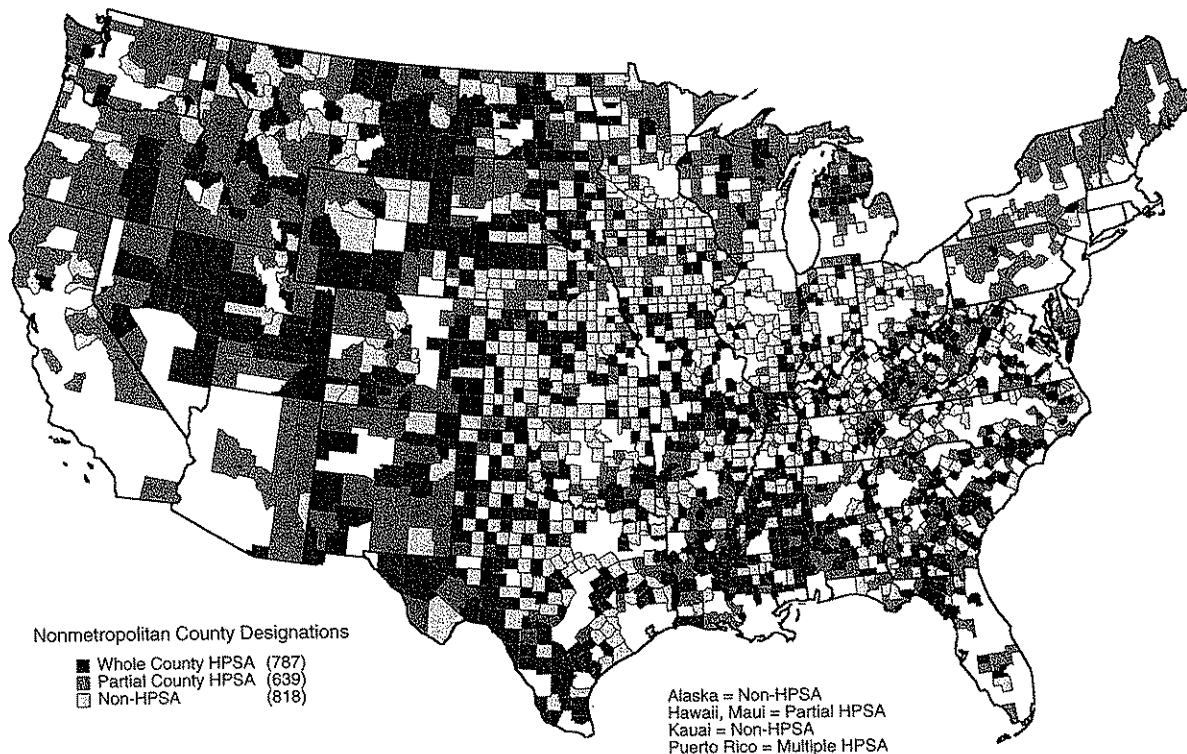 Nonmetropolitan County Designations
Whole County HPSA (787)
Partial County HPSA (639)
Non-HPSA (818)
Alaska = Non-HPSA
Hawaii, Maui = Partial HPSA
Kauai = Non-HPSA
Puerto Rico = Multiple HPSA